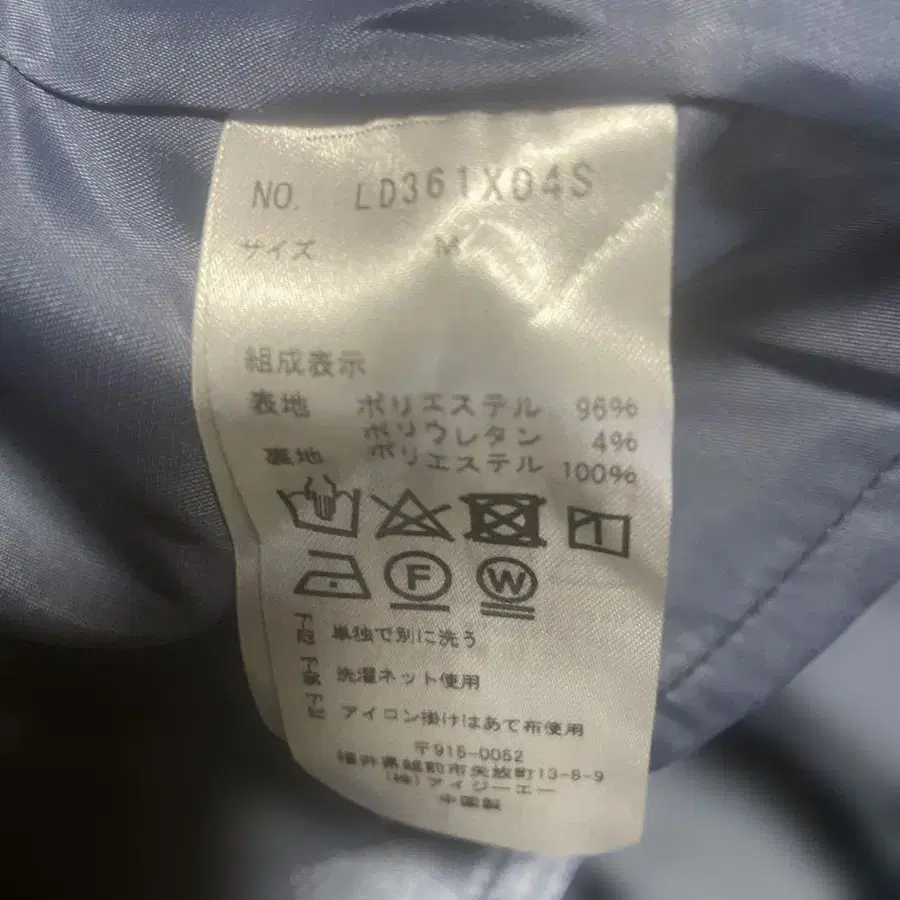 NO. LD361X04S
サイズ M
組成表示
表地 ポリエステル 96%
ポリウレタン 4%
裏地 ポリエステル 100%
F W
単独で別に洗う
洗濯ネット使用
アイロン掛けはあて布使用
〒915-0052
福井県越前市矢放町13-8-9
(株)アイジーエー
中国製